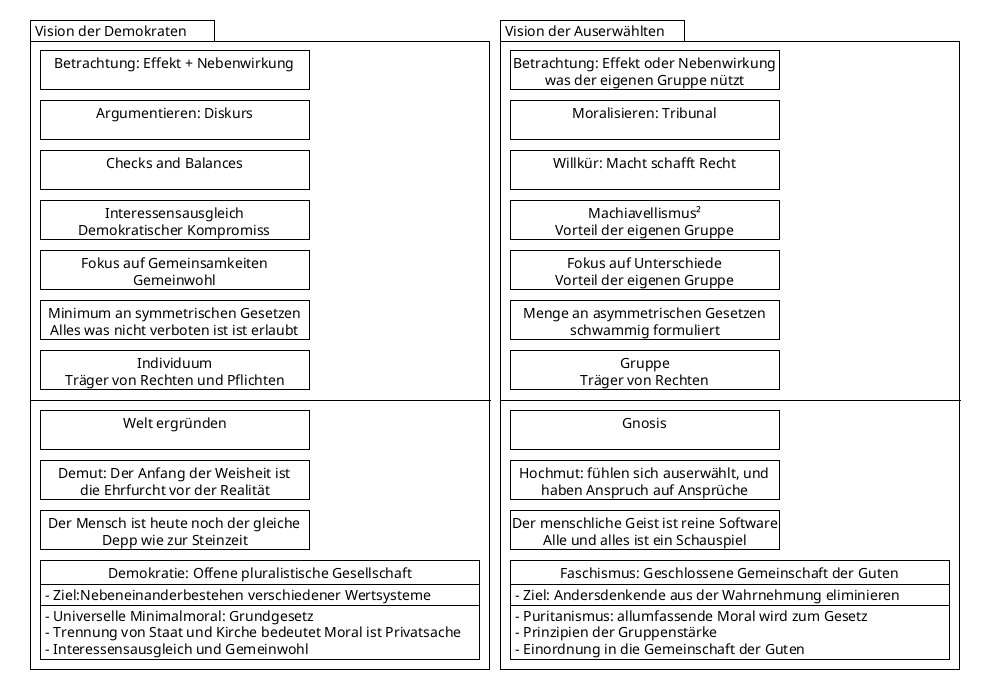 Vision der Demokraten
Betrachtung: Effekt + Nebenwirkung
Argumentieren: Diskurs
Checks and Balances
Interessensausgleich
Demokratischer Kompromiss
Fokus auf Gemeinsamkeiten
Gemeinwohl
Minimum an symmetrischen Gesetzen
Alles was nicht verboten ist ist erlaubt
Individuum
Träger von Rechten und Pflichten
Welt ergründen
Demut: Der Anfang der Weisheit ist
die Ehrfurcht vor der Realität
Der Mensch ist heute noch der gleiche
Depp wie zur Steinzeit
Demokratie: Offene pluralistische Gesellschaft
- Ziel:Nebeneinanderbestehen verschiedener Wertsysteme
- Universelle Minimalmoral: Grundgesetz
- Trennung von Staat und Kirche bedeutet Moral ist Privatsache
- Interessensausgleich und Gemeinwohl
Vision der Auserwählten
Betrachtung: Effekt oder Nebenwirkung
was der eigenen Gruppe nützt
Moralisieren: Tribunal
Willkür: Macht schafft Recht
Machiavellismus²
Vorteil der eigenen Gruppe
Fokus auf Unterschiede
Vorteil der eigenen Gruppe
Menge an asymmetrischen Gesetzen
schwammig formuliert
Gruppe
Träger von Rechten
Gnosis
Hochmut: fühlen sich auserwählt, und
haben Anspruch auf Ansprüche
Der menschliche Geist ist reine Software
Alle und alles ist ein Schauspiel
Faschismus: Geschlossene Gemeinschaft der Guten
- Ziel: Andersdenkende aus der Wahrnehmung eliminieren
- Puritanismus: allumfassende Moral wird zum Gesetz
- Prinzipien der Gruppenstärke
- Einordnung in die Gemeinschaft der Guten